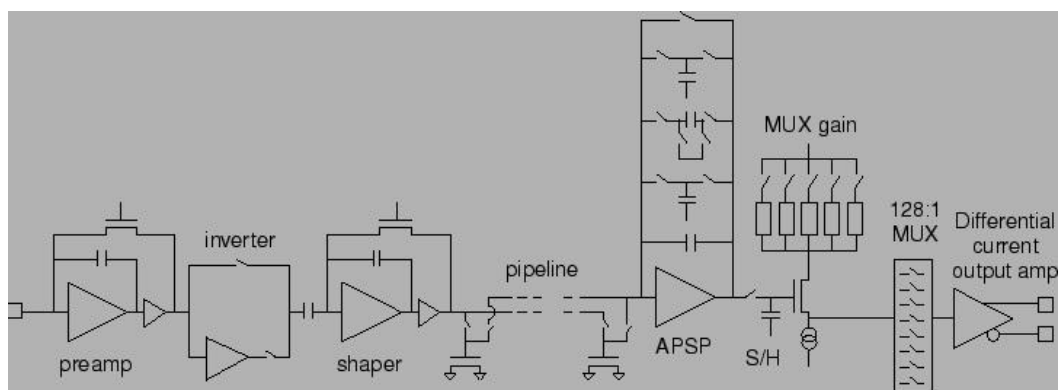 preamp
inverter
shaper
pipeline
APSP
S/H
MUX gain
128:1
MUX
Differential
current
output amp